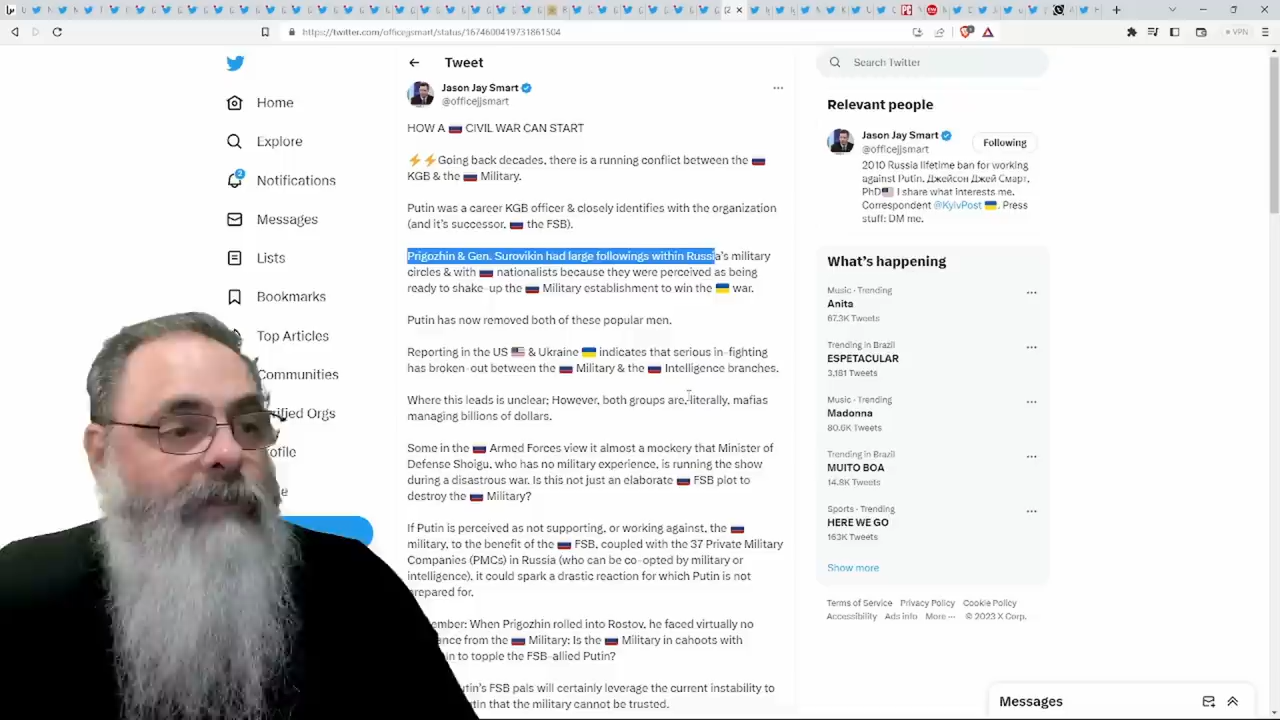 https://twitter.com/officejjsmart/status/1674600419731861504
VPN
Home
Explore
2
Notifications
Messages
Lists
Bookmarks
Top Articles
Communities
Orgs
Tweet
Jason Jay Smart
@officejjsmart
HOW A 🇷🇺 CIVIL WAR CAN START
⚡⚡Going back decades, there is a running conflict between the 🇷🇺
KGB & the 🇷🇺 Military.
Putin was a career KGB officer & closely identifies with the organization
(and it's successor, 🇷🇺 the FSB).
Prigozhin & Gen. Surovikin had large followings within Russia's military
circles & with 🇷🇺 nationalists because they were perceived as being
ready to shake-up the 🇷🇺 Military establishment to win the 🇺🇦 war.
Putin has now removed both of these popular men.
Reporting in the US 🇺🇸 & Ukraine 🇺🇦 indicates that serious in-fighting
has broken-out between the 🇷🇺 Military & the 🇷🇺 Intelligence branches.
Where this leads is unclear; However, both groups are, literally, mafias
managing billions of dollars.
Some in the 🇷🇺 Armed Forces view it almost a mockery that Minister of
Defense Shoigu, who has no military experience, is running the show
during a disastrous war. Is this not just an elaborate 🇷🇺 FSB plot to
destroy the 🇷🇺 Military?
If Putin is perceived as not supporting, or working against, the 🇷🇺
military, to the benefit of the 🇷🇺 FSB, coupled with the 37 Private Military
Companies (PMCs) in Russia (who can be co-opted by military or
intelligence), it could spark a drastic reaction for which Putin is not
prepared for.
ember: When Prigozhin rolled into Rostov, he faced virtually no
ance from the 🇷🇺 Military: Is the 🇷🇺 Military in cahoots with
in to topple the FSB-allied Putin?
utin's FSB pals will certainly leverage the current instability to
utin that the military cannot be trusted.
Search Twitter
Relevant people
Jason Jay Smart
@officejjsmart
Following
2010 Russia lifetime ban for working
against Putin. Джейсон Джей Смарт,
PhD🇺🇸 I share what interests me.
Correspondent @KyivPost 🇺🇦. Press
stuff: DM me.
What's happening
Music · Trending
Anita
67.3K Tweets
Trending in Brazil
ESPETACULAR
3,181 Tweets
Music · Trending
Madonna
80.6K Tweets
Trending in Brazil
MUITO BOA
14.8K Tweets
Sports · Trending
HERE WE GO
163K Tweets
Show more
Terms of Service Privacy Policy Cookie Policy
Accessibility Ads info More ··· © 2023 X Corp.
Messages